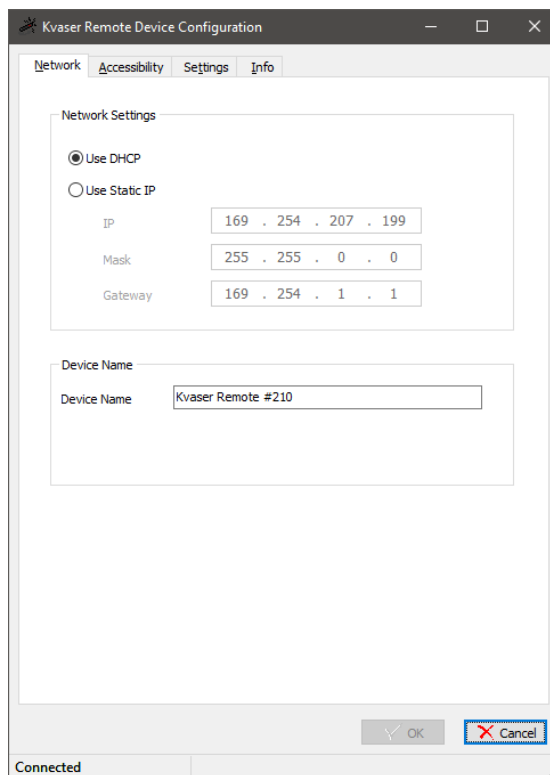 Kvaser Remote Device Configuration
Network Accessibility Settings Info
Network Settings
Use DHCP
Use Static IP
IP 169 . 254 . 207 . 199
Mask 255 . 255 . 0 . 0
Gateway 169 . 254 . 1 . 1
Device Name
Device Name Kvaser Remote #210
OK Cancel
Connected